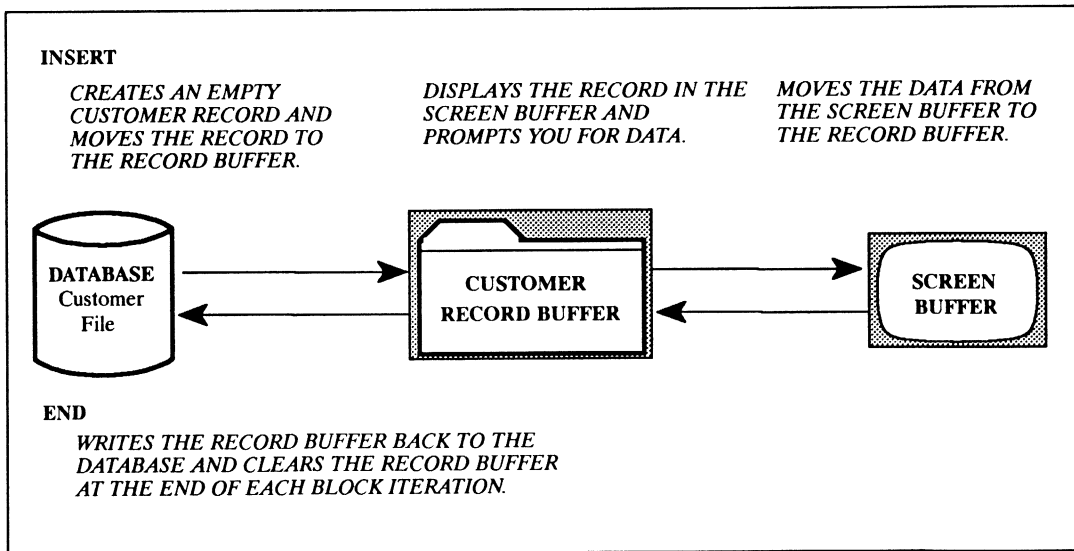 INSERT
CREATES AN EMPTY
CUSTOMER RECORD AND
MOVES THE RECORD TO
THE RECORD BUFFER.
DISPLAYS THE RECORD IN THE
SCREEN BUFFER AND
PROMPTS YOU FOR DATA.
MOVES THE DATA FROM
THE SCREEN BUFFER TO
THE RECORD BUFFER.
DATABASE
Customer
File
CUSTOMER
RECORD BUFFER
SCREEN
BUFFER
END
WRITES THE RECORD BUFFER BACK TO THE
DATABASE AND CLEARS THE RECORD BUFFER
AT THE END OF EACH BLOCK ITERATION.